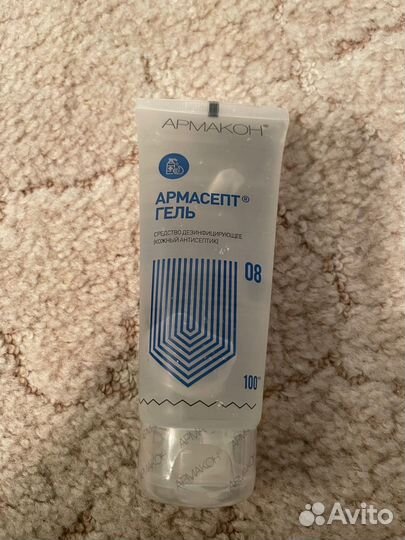 АРМАКОН
АРМАСЕПТ®
ГЕЛЬ
СРЕДСТВО ДЕЗИНФИЦИРУЮЩЕЕ
(КОЖНЫЙ АНТИСЕПТИК)
08
100
АРМАКОН
Avito